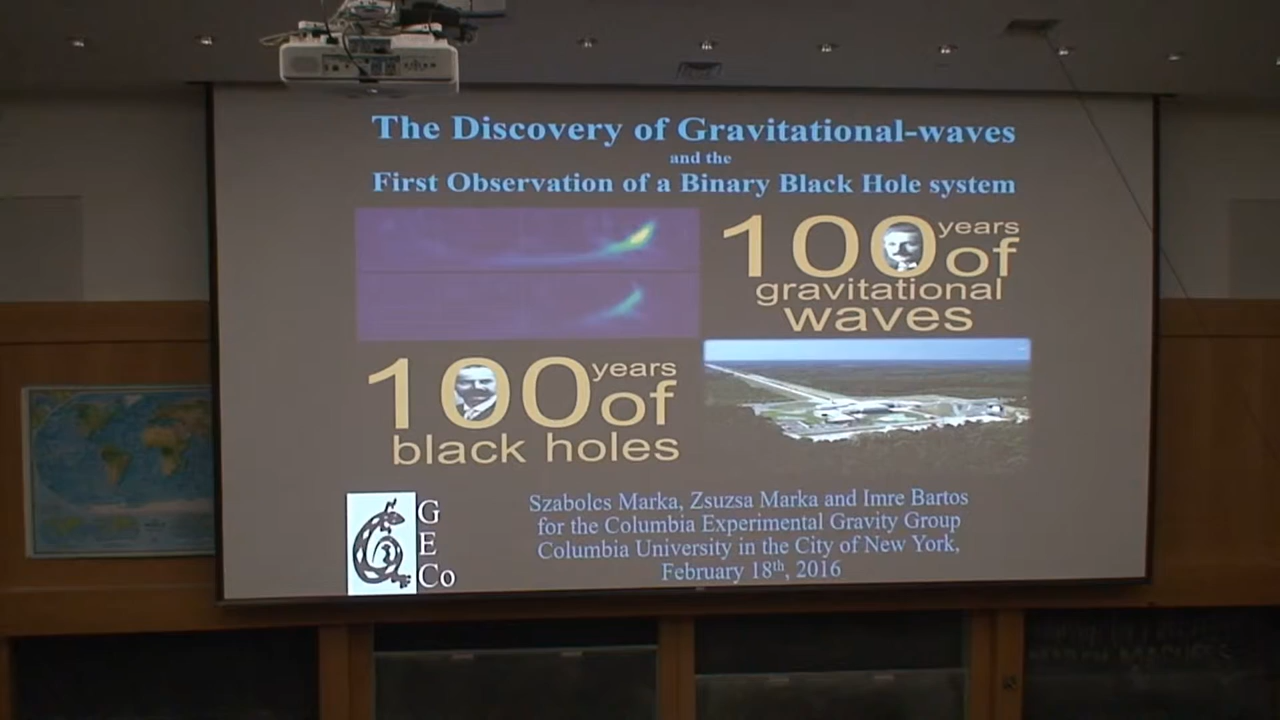 The Discovery of Gravitational-waves
and the
First Observation of a Binary Black Hole system
100 years of
gravitational
waves
100 years of
black holes
G
E
Co
Szabolcs Marka, Zsuzsa Marka and Imre Bartos
for the Columbia Experimental Gravity Group
Columbia University in the City of New York,
February 18th, 2016